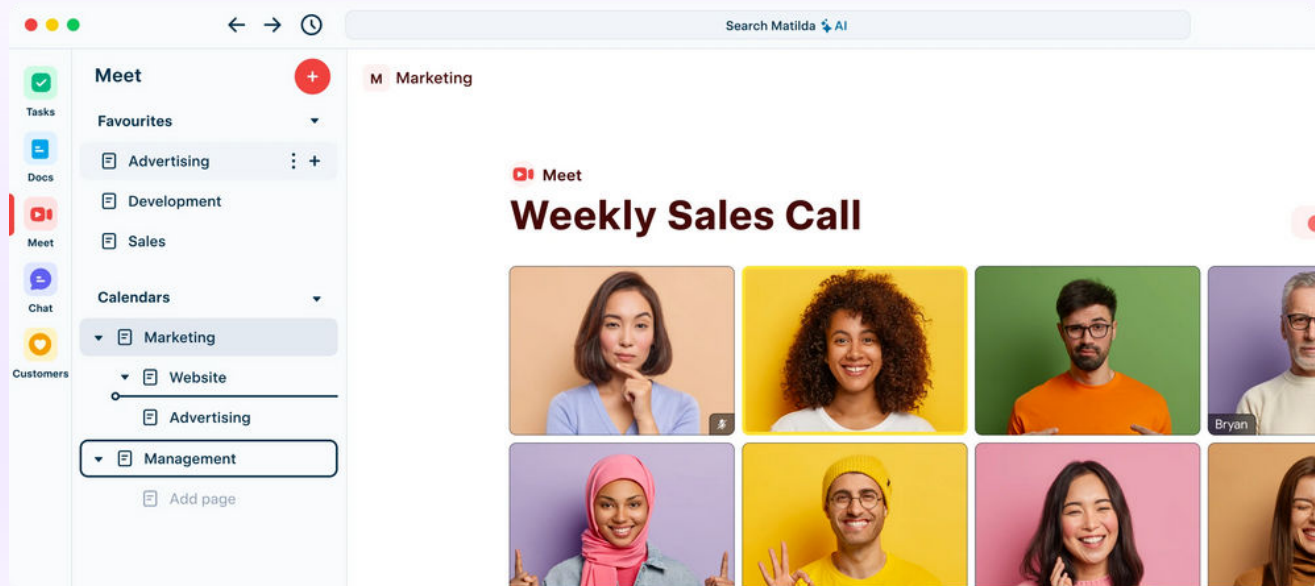 Search Matilda AI
Tasks
Docs
Meet
Chat
Customers
Meet
Favourites
Advertising
Development
Sales
Calendars
Marketing
Website
Advertising
Management
Add page
M Marketing
Meet
Weekly Sales Call
Bryan